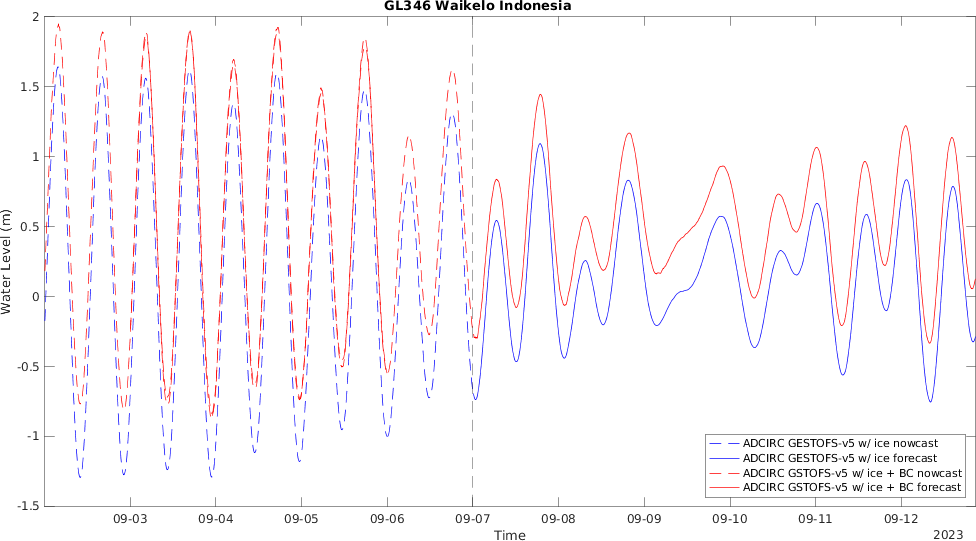 GL346 Waikelo Indonesia
2
1.5
1
0.5
0
-0.5
-1
-1.5
Water Level (m)
ADCIRC GESTOFS-v5 w/ ice nowcast
ADCIRC GESTOFS-v5 w/ ice forecast
ADCIRC GSTOFS-v5 w/ ice + BC nowcast
ADCIRC GSTOFS-v5 w/ ice + BC forecast
09-03 09-04 09-05 09-06 09-07 09-08 09-09 09-10 09-11 09-12
Time
2023